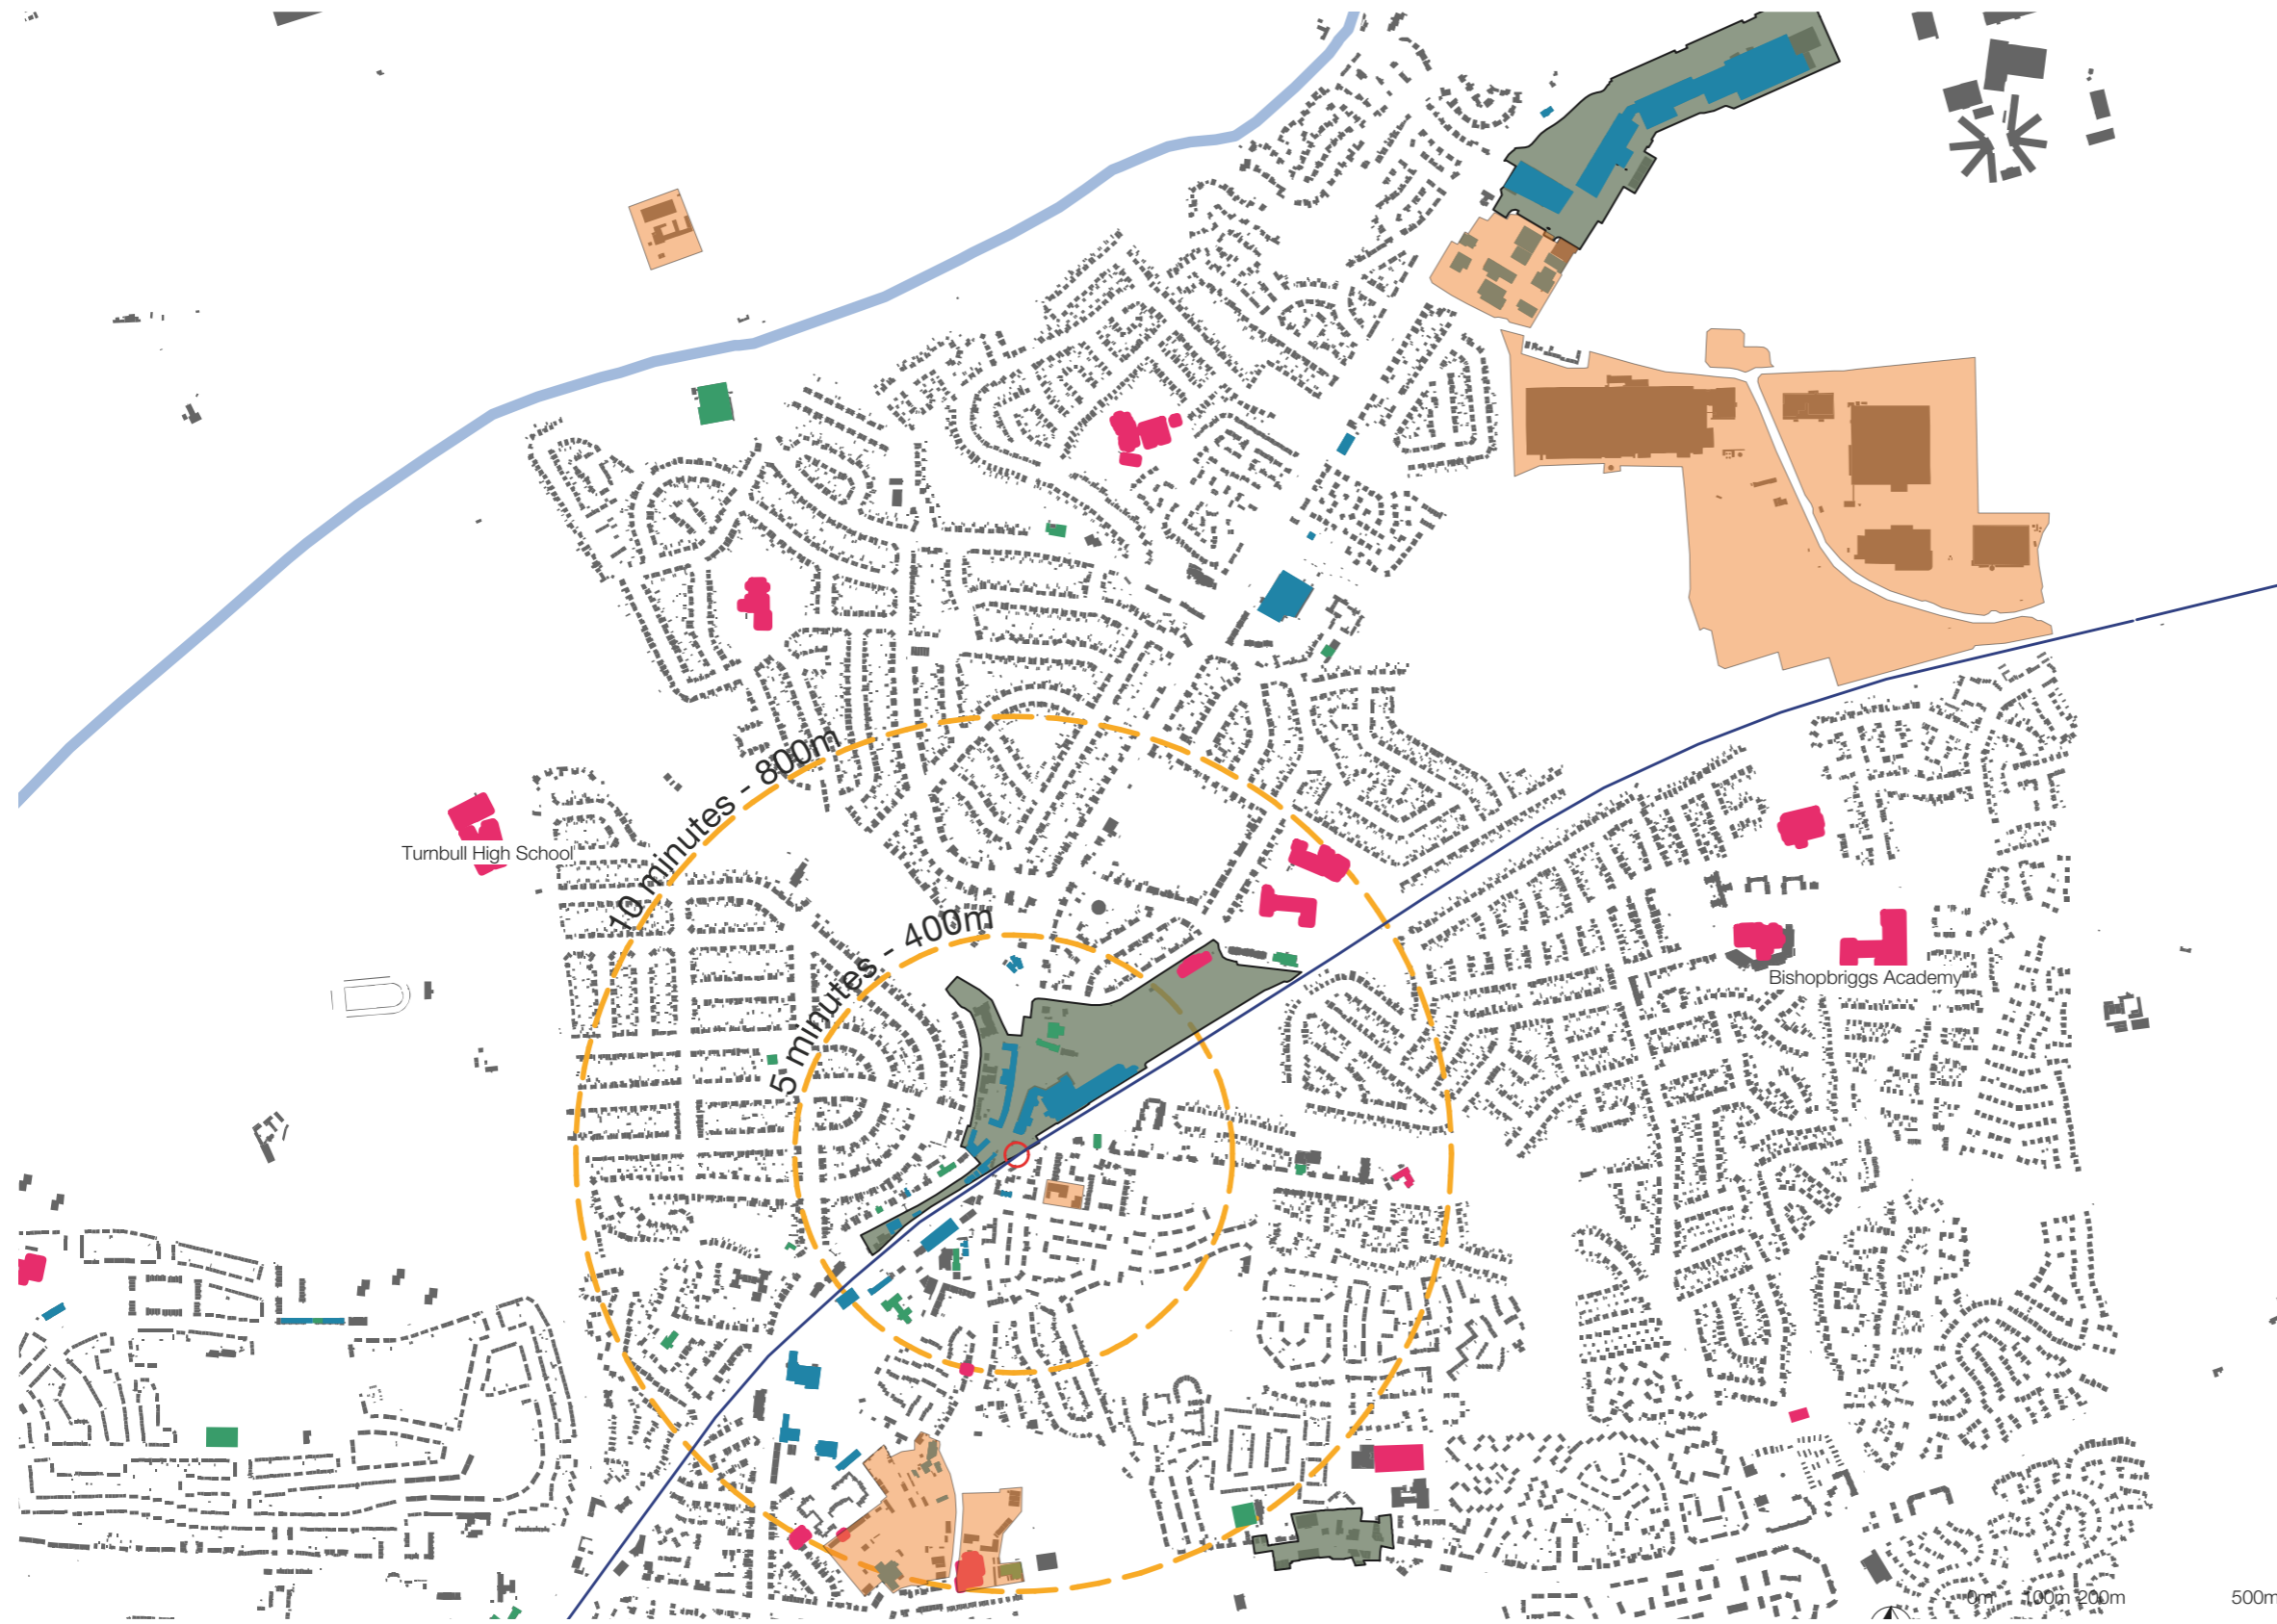 10 minutes - 800m
Turnbull High School
5 minutes - 400m
Bishopbriggs Academy
0m 100m 200m 500m